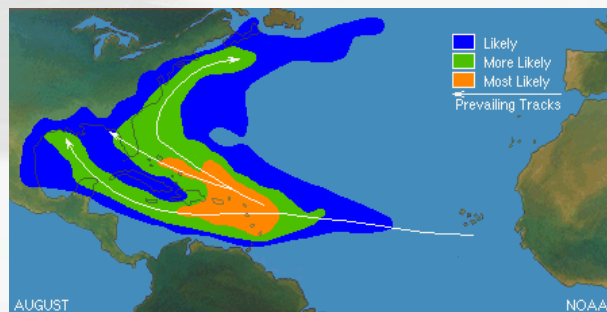 Likely
More Likely
Most Likely
Prevailing Tracks
AUGUST
NOAA